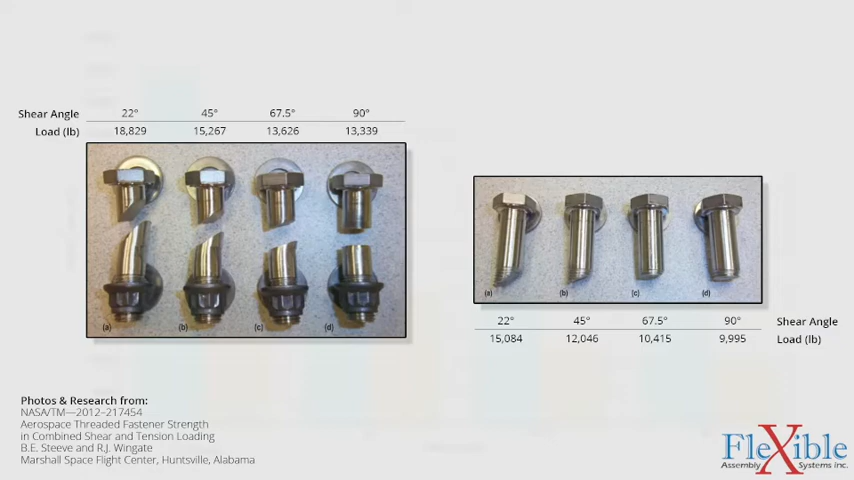 Shear Angle 22° 45° 67.5° 90°
Load (lb) 18,829 15,267 13,626 13,339
(a) (b) (c) (d)
(a) (b) (c) (d)
22° 45° 67.5° 90° Shear Angle
15,084 12,046 10,415 9,995 Load (lb)
Photos & Research from:
NASA/TM—2012–217454
Aerospace Threaded Fastener Strength
in Combined Shear and Tension Loading
B.E. Steeve and R.J. Wingate
Marshall Space Flight Center, Huntsville, Alabama
FleXible
Assembly Systems Inc.